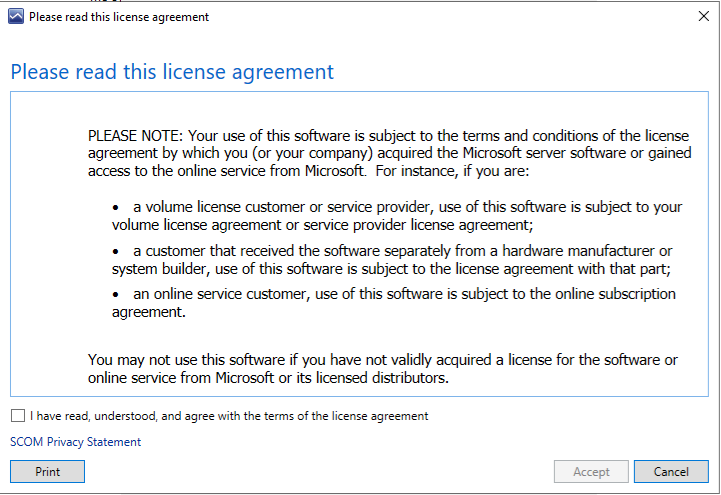 Please read this license agreement
Please read this license agreement
PLEASE NOTE: Your use of this software is subject to the terms and conditions of the license
agreement by which you (or your company) acquired the Microsoft server software or gained
access to the online service from Microsoft.  For instance, if you are:
• a volume license customer or service provider, use of this software is subject to your
volume license agreement or service provider license agreement;
• a customer that received the software separately from a hardware manufacturer or
system builder, use of this software is subject to the license agreement with that part;
• an online service customer, use of this software is subject to the online subscription
agreement.
You may not use this software if you have not validly acquired a license for the software or
online service from Microsoft or its licensed distributors.
I have read, understood, and agree with the terms of the license agreement
SCOM Privacy Statement
Print
Accept
Cancel